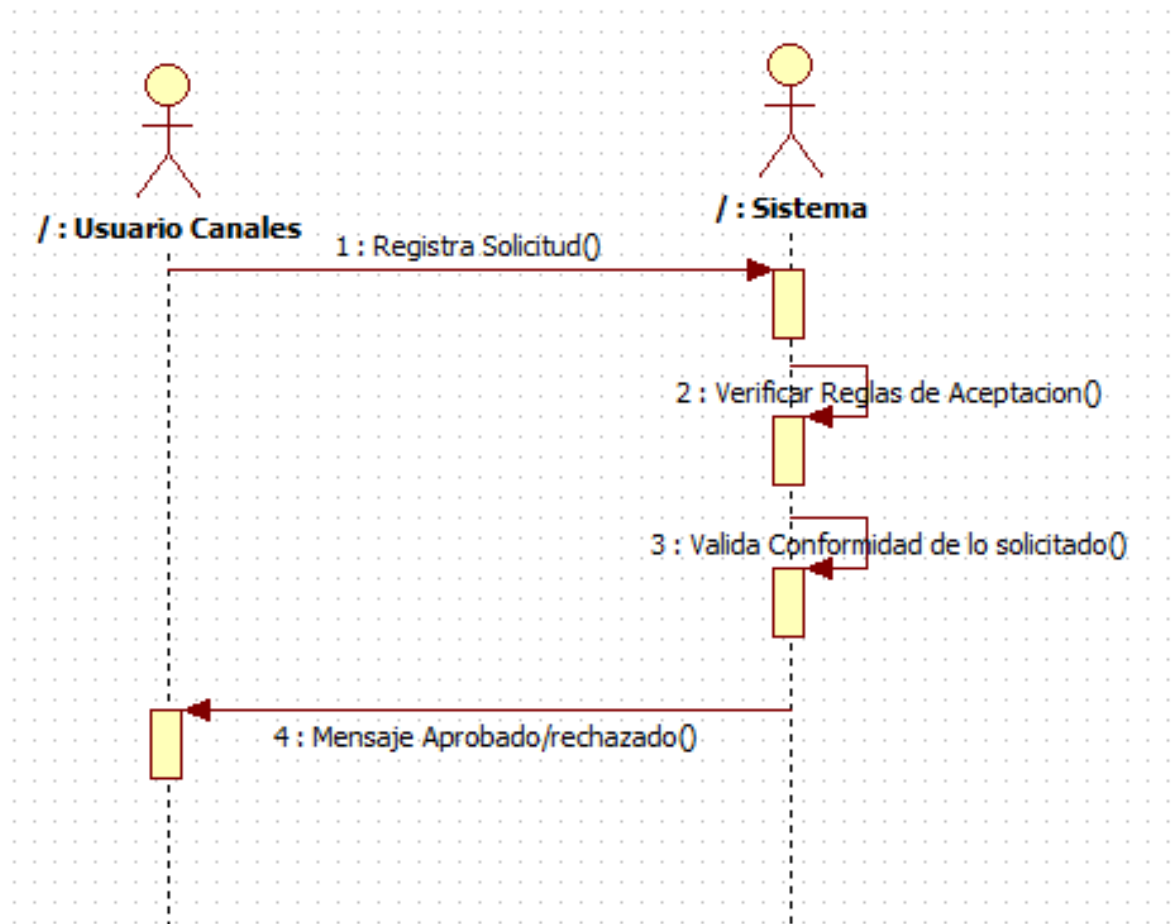 / : Sistema
/ : Usuario Canales
1 : Registra Solicitud()
2 : Verificar Reglas de Aceptacion()
3 : Valida Conformidad de lo solicitado()
4 : Mensaje Aprobado/rechazado()